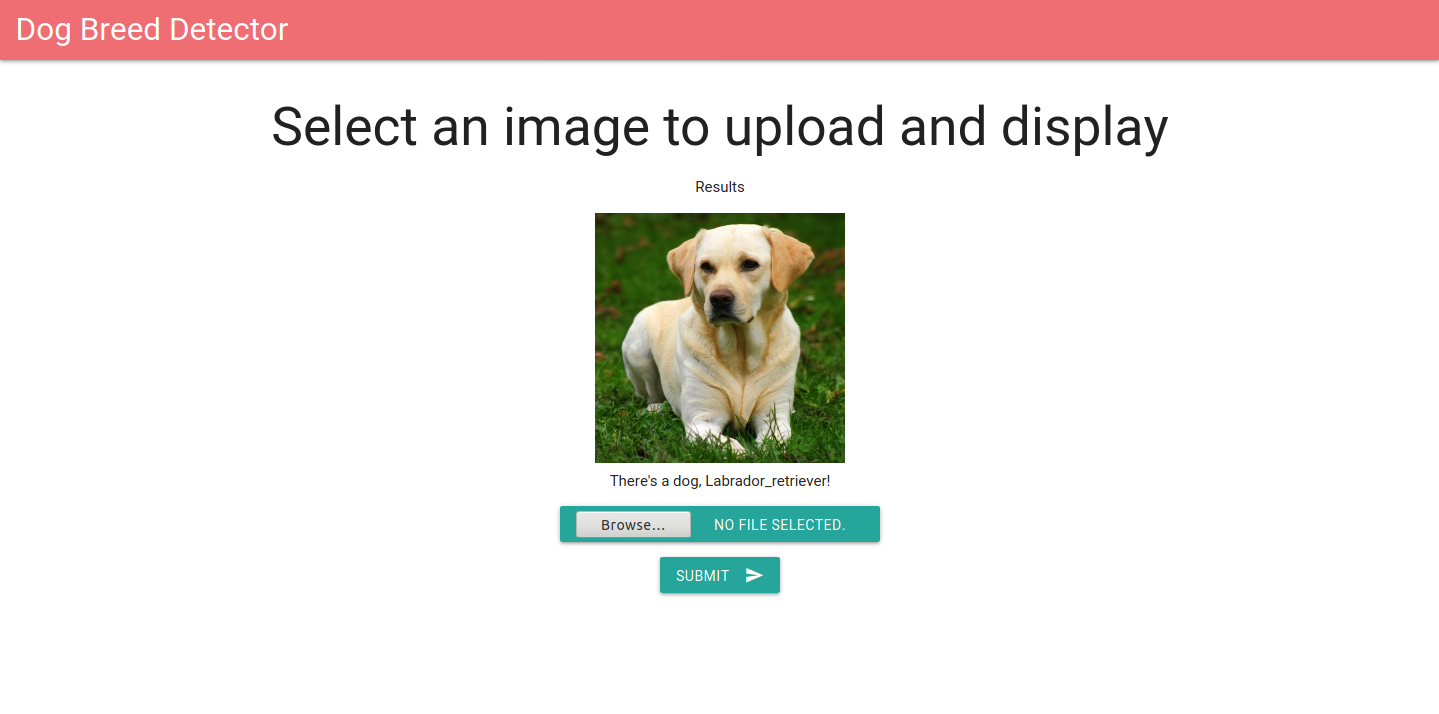 Dog Breed Detector
Select an image to upload and display
Results
There's a dog, Labrador_retriever!
Browse... NO FILE SELECTED.
SUBMIT